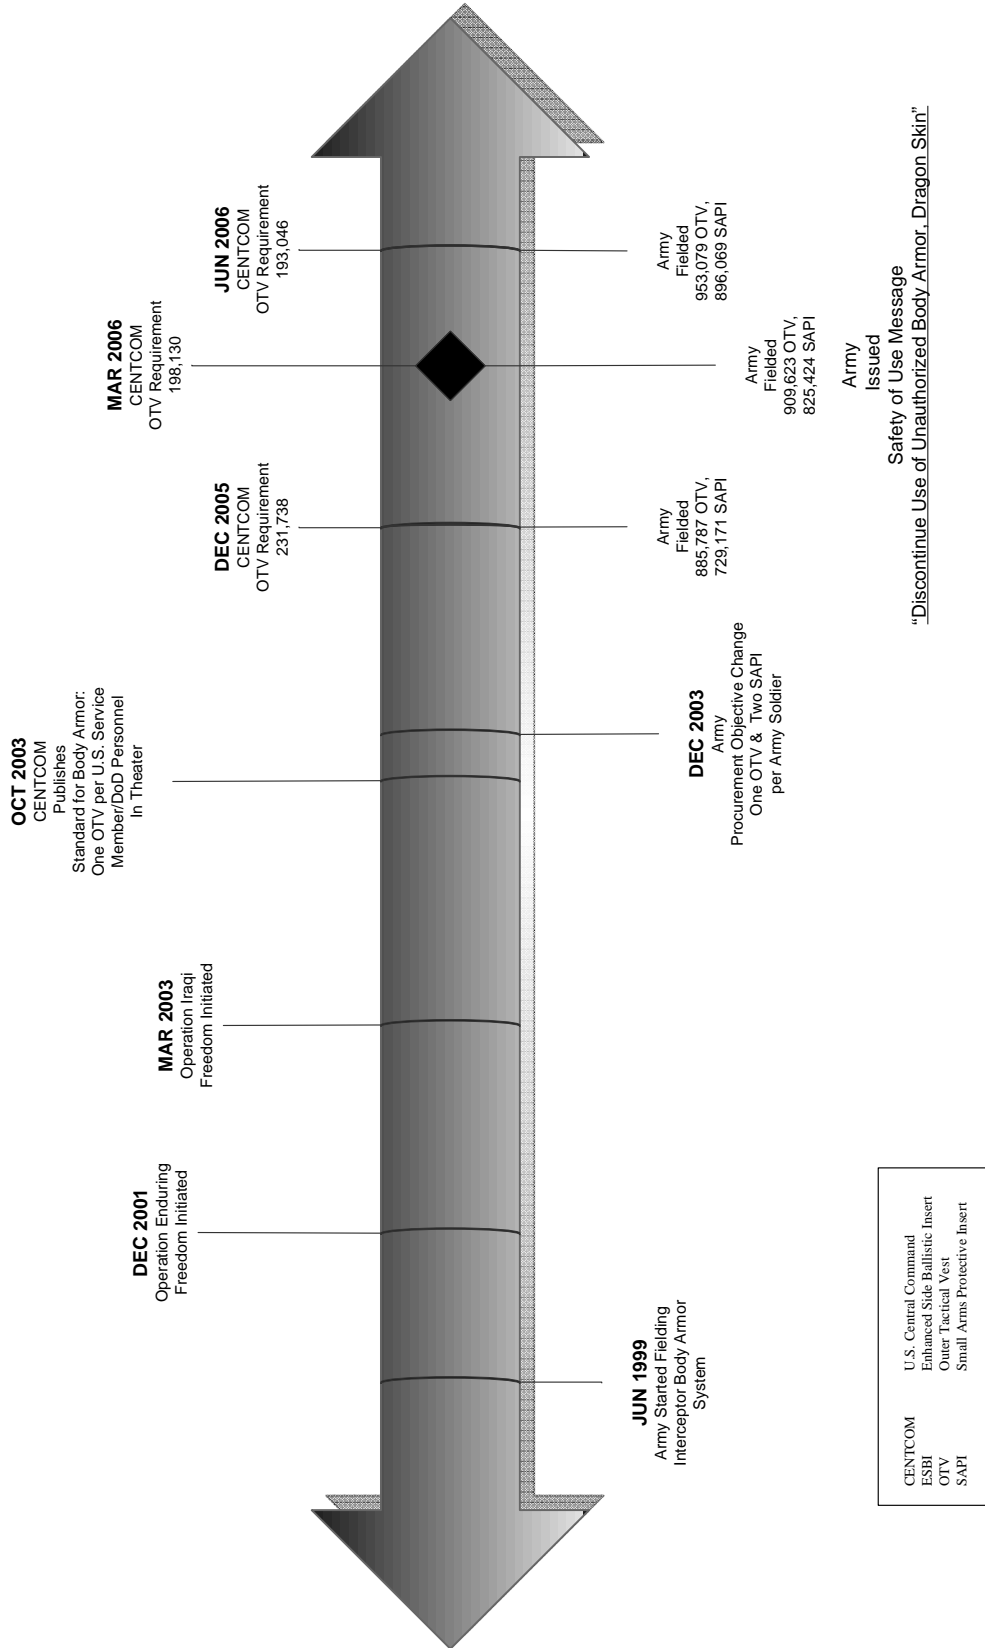 JUN 1999
Army Started Fielding
Interceptor Body Armor
System
DEC 2001
Operation Enduring
Freedom Initiated
MAR 2003
Operation Iraqi
Freedom Initiated
OCT 2003
CENTCOM
Publishes
Standard for Body Armor:
One OTV per U.S. Service
Member/DoD Personnel
In Theater
DEC 2003
Army
Procurement Objective Change
One OTV & Two SAPI
per Army Soldier
DEC 2005
CENTCOM
OTV Requirement
231,738
Army
Fielded
885,787 OTV,
729,171 SAPI
MAR 2006
CENTCOM
OTV Requirement
198,130
Army
Fielded
909,623 OTV,
825,424 SAPI
Army
Issued
Safety of Use Message
“Discontinue Use of Unauthorized Body Armor, Dragon Skin”
JUN 2006
CENTCOM
OTV Requirement
193,046
Army
Fielded
953,079 OTV,
896,069 SAPI
CENTCOM U.S. Central Command
ESBI Enhanced Side Ballistic Insert
OTV Outer Tactical Vest
SAPI Small Arms Protective Insert